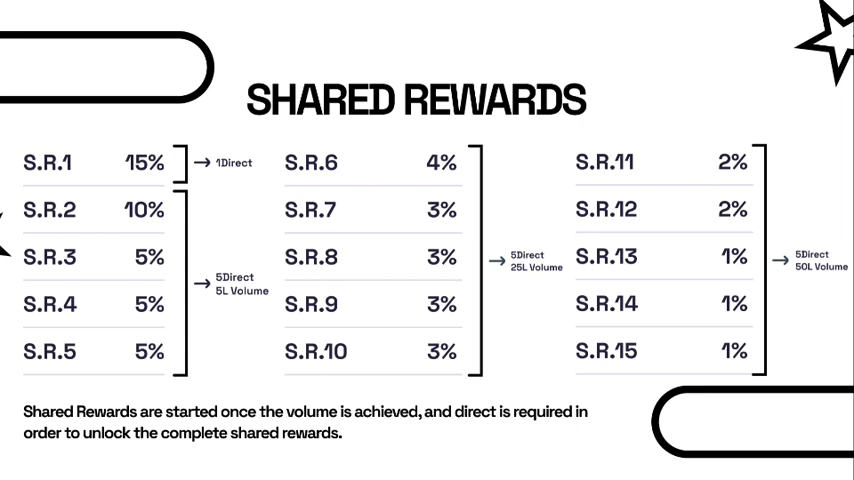 SHARED REWARDS
S.R.1 15%
→ 1Direct
S.R.2 10%
S.R.3 5%
S.R.4 5%
S.R.5 5%
→ 5Direct
5L Volume
S.R.6 4%
S.R.7 3%
S.R.8 3%
S.R.9 3%
S.R.10 3%
→ 5Direct
25L Volume
S.R.11 2%
S.R.12 2%
S.R.13 1%
S.R.14 1%
S.R.15 1%
→ 5Direct
50L Volume
Shared Rewards are started once the volume is achieved, and direct is required in
order to unlock the complete shared rewards.